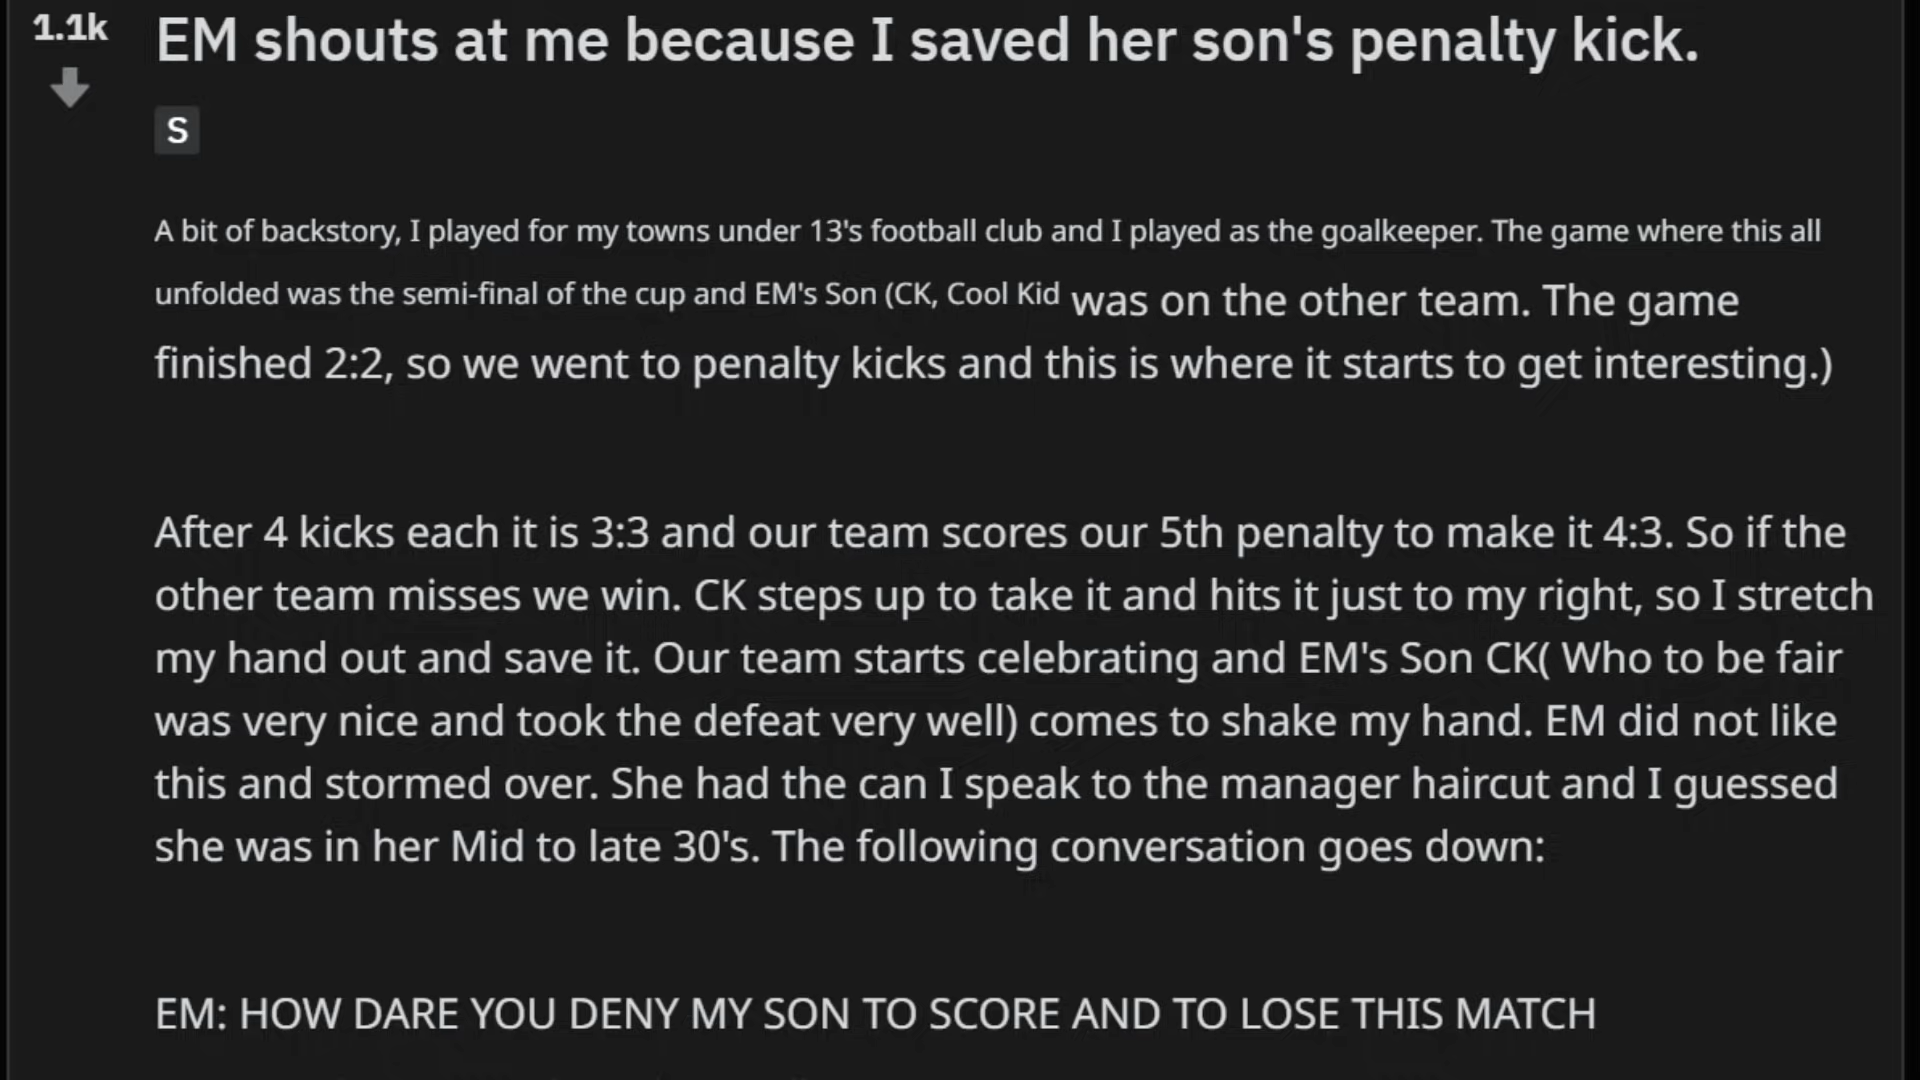 1.1k
EM shouts at me because I saved her son's penalty kick.
S
A bit of backstory, I played for my towns under 13's football club and I played as the goalkeeper. The game where this all
unfolded was the semi-final of the cup and EM's Son (CK, Cool Kid was on the other team. The game
finished 2:2, so we went to penalty kicks and this is where it starts to get interesting.)
After 4 kicks each it is 3:3 and our team scores our 5th penalty to make it 4:3. So if the
other team misses we win. CK steps up to take it and hits it just to my right, so I stretch
my hand out and save it. Our team starts celebrating and EM's Son CK( Who to be fair
was very nice and took the defeat very well) comes to shake my hand. EM did not like
this and stormed over. She had the can I speak to the manager haircut and I guessed
she was in her Mid to late 30's. The following conversation goes down:
EM: HOW DARE YOU DENY MY SON TO SCORE AND TO LOSE THIS MATCH